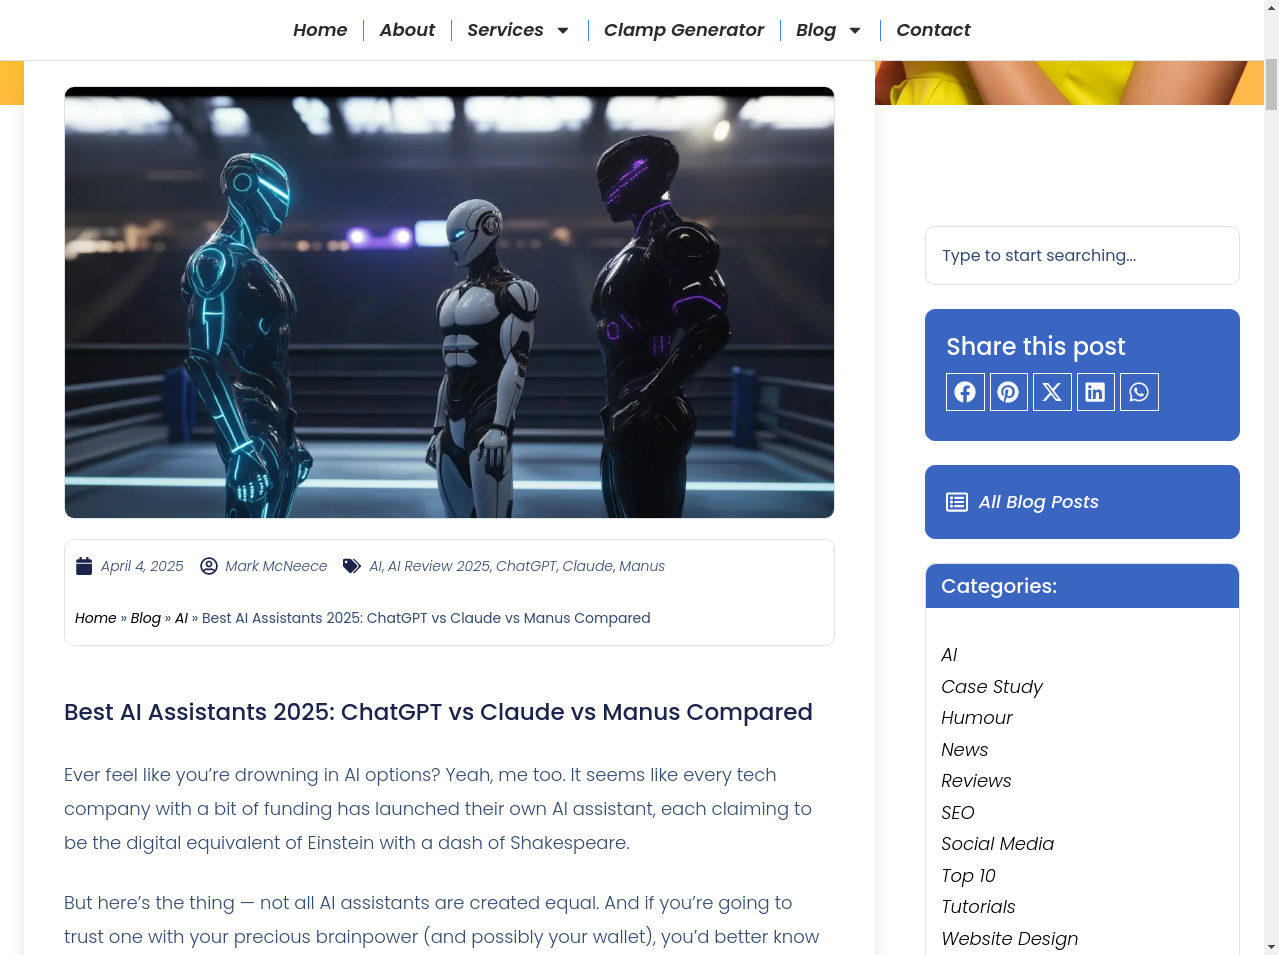 Home
About
Services
Clamp Generator
Blog
Contact
Type to start searching...
Share this post
All Blog Posts
April 4, 2025
Mark McNeece
AI, AI Review 2025, ChatGPT, Claude, Manus
Home » Blog » AI » Best AI Assistants 2025: ChatGPT vs Claude vs Manus Compared
Best AI Assistants 2025: ChatGPT vs Claude vs Manus Compared
Ever feel like you’re drowning in AI options? Yeah, me too. It seems like every tech
company with a bit of funding has launched their own AI assistant, each claiming to
be the digital equivalent of Einstein with a dash of Shakespeare.
But here’s the thing — not all AI assistants are created equal. And if you’re going to
trust one with your precious brainpower (and possibly your wallet), you’d better know
Categories:
AI
Case Study
Humour
News
Reviews
SEO
Social Media
Top 10
Tutorials
Website Design